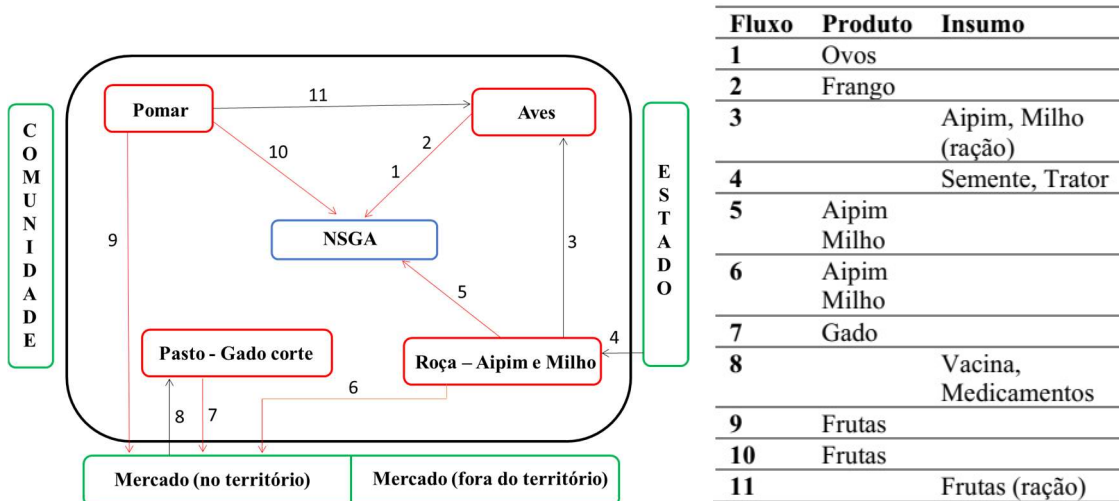 11
Pomar
Aves
2
10
1
COMUNIDADE
ESTADO
NSGA
9
3
5
4
Pasto - Gado corte
Roça – Aipim e Milho
6
8
7
Mercado (no território)
Mercado (fora do território)
Fluxo Produto Insumo
1 Ovos
2 Frango
3 Aipim, Milho
(ração)
4 Semente, Trator
5 Aipim
Milho
6 Aipim
Milho
7 Gado
8 Vacina,
Medicamentos
9 Frutas
10 Frutas
11 Frutas (ração)